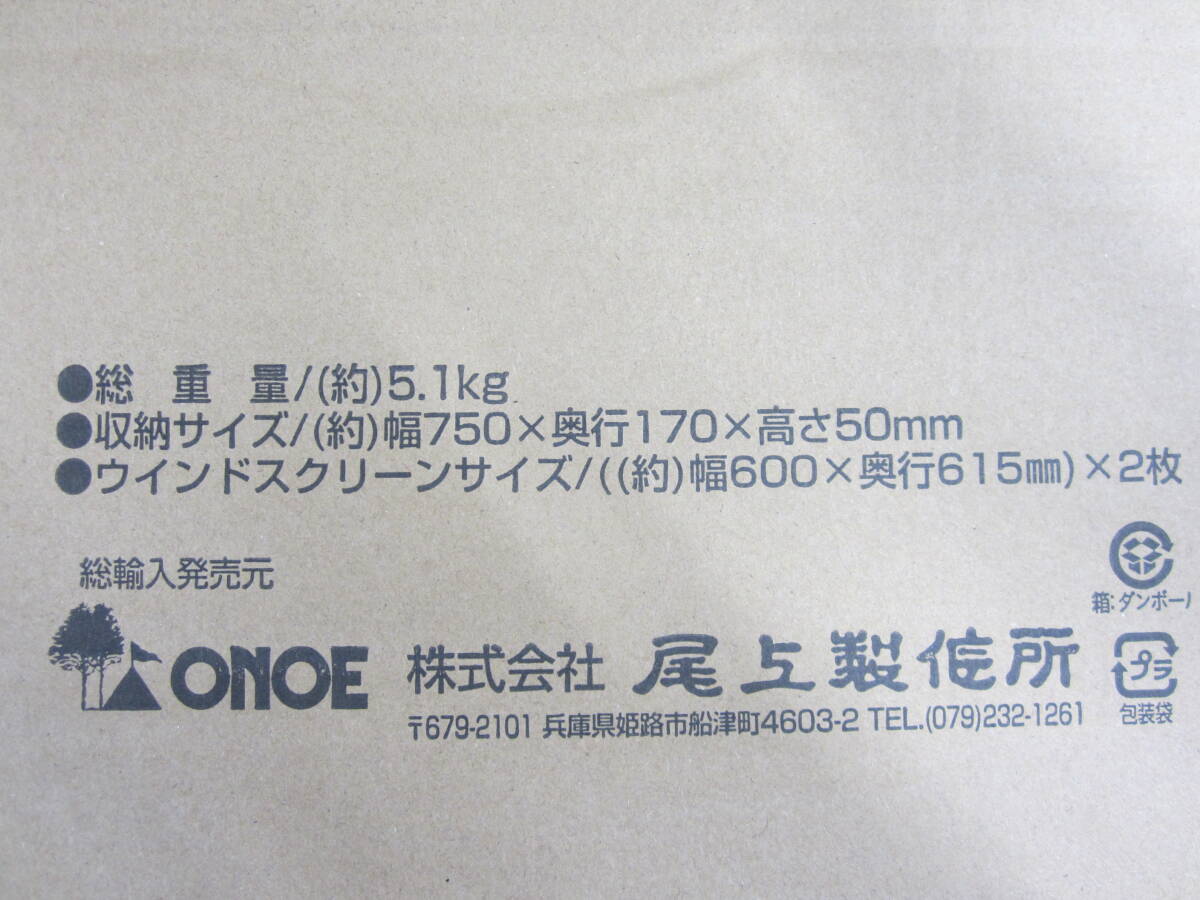 ●総重量/(約)5.1kg
●収納サイズ/(約)幅750×奥行170×高さ50mm
●ウインドスクリーンサイズ/((約)幅600×奥行615㎜)×2枚
総輸入発売元
ONOE 株式会社 尾上製作所
〒679-2101 兵庫県姫路市船津町4603-2 TEL.(079)232-1261
箱:ダンボー
プラ
包装袋